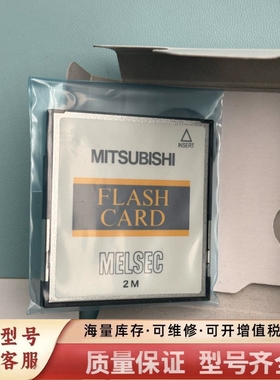 INSERT
MITSUBISHI
FLASH
CARD
MELSEC
2M
型号
客服
海量库存·可维修·可开增值税
质量保证 型号齐